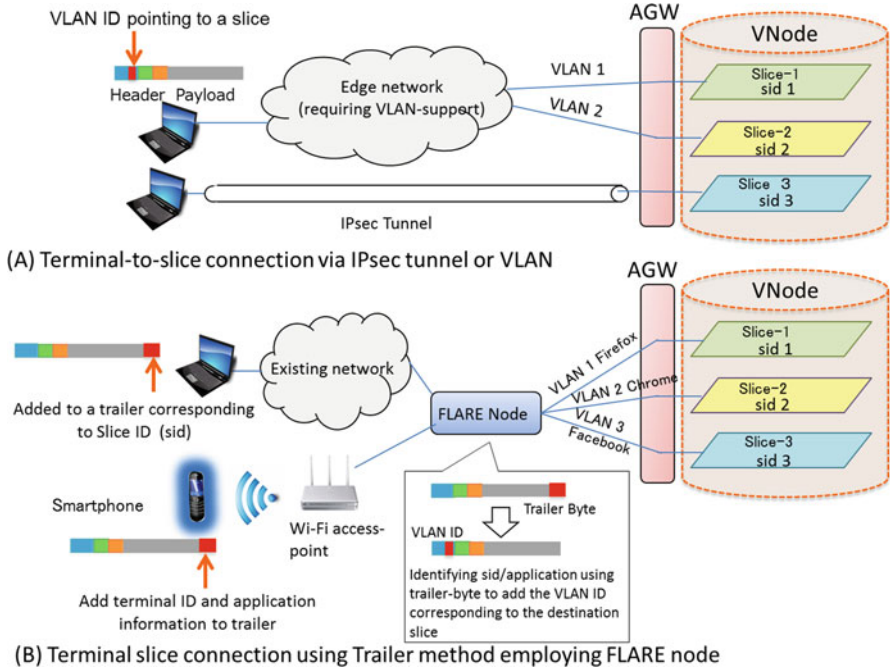 VLAN ID pointing to a slice
Header Payload
Edge network
(requiring VLAN-support)
VLAN 1
VLAN 2
AGW
VNode
Slice-1
sid 1
Slice-2
sid 2
Slice 3
sid 3
IPsec Tunnel
(A) Terminal-to-slice connection via IPsec tunnel or VLAN
AGW
VNode
Slice-1
sid 1
Slice-2
sid 2
Slice-3
sid 3
Existing network
FLARE Node
VLAN 1 Firefox
VLAN 2 Chrome
VLAN 3
Facebook
Added to a trailer corresponding
to Slice ID (sid)
Smartphone
Wi-Fi access-
point
Add terminal ID and application
information to trailer
Trailer Byte
VLAN ID
Identifying sid/application using
trailer-byte to add the VLAN ID
corresponding to the destination
slice
(B) Terminal slice connection using Trailer method employing FLARE node